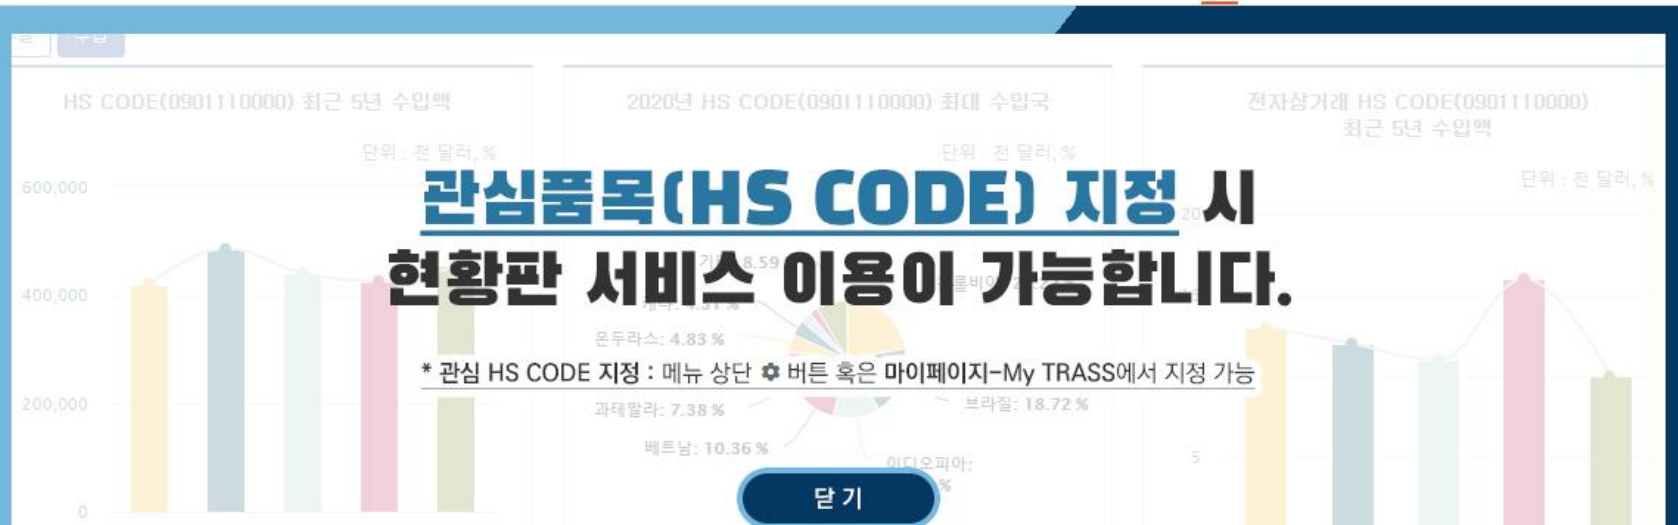 수입
HS CODE(0901110000) 최근 5년 수입액
단위 : 천 달러, %
600,000
400,000
200,000
0
2020년 HS CODE(0901110000) 최대 수입국
단위 : 천 달러, %
8.59
온두라스: 4.83 %
과테말라: 7.38 %
베트남: 10.36 %
이디오피아:
%
브라질: 18.72 %
전자상거래 HS CODE(0901110000)
최근 5년 수입액
단위 : 천 달러, %
20
5
관심품목(HS CODE) 지정 시
현황판 서비스 이용이 가능합니다.
* 관심 HS CODE 지정 : 메뉴 상단 버튼 혹은 마이페이지-My TRASS에서 지정 가능
닫기